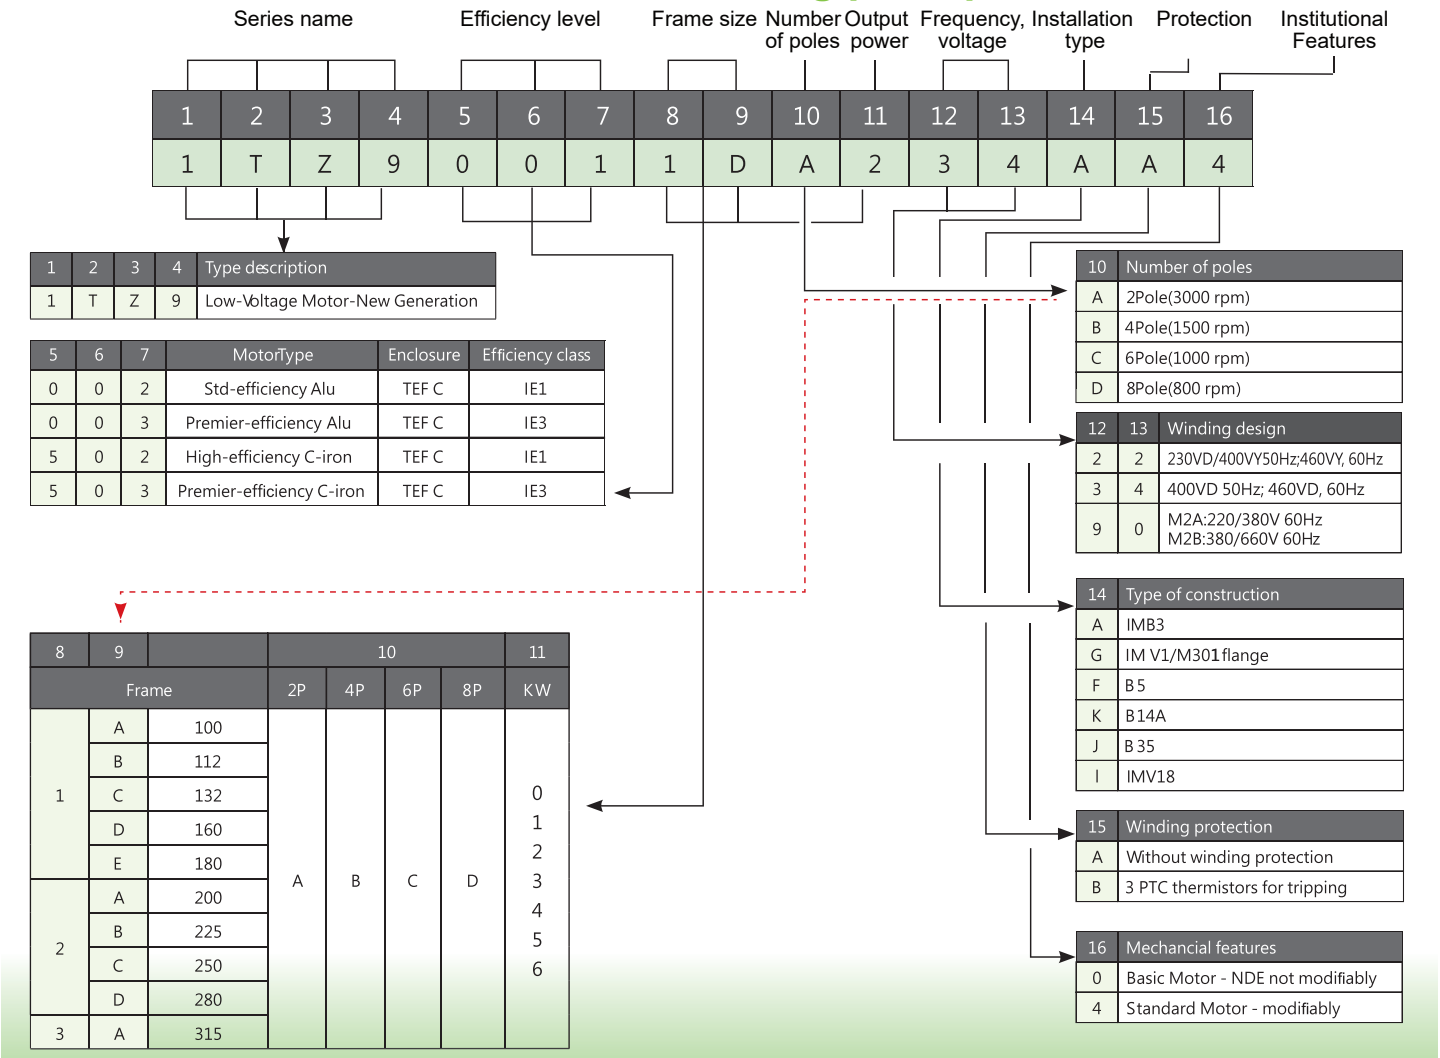 Series name Efficiency level Frame size Number of poles Output power Frequency, voltage Installation type Protection Institutional Features
1 2 3 4 5 6 7 8 9 10 11 12 13 14 15 16
1 T Z 9 0 0 1 1 D A 2 3 4 A A 4
1 2 3 4 Type description
1 T Z 9 Low-Voltage Motor-New Generation
5 6 7 MotorType Enclosure Efficiency class
0 0 2 Std-efficiency Alu TEF C IE1
0 0 3 Premier-efficiency Alu TEF C IE3
5 0 2 High-efficiency C-iron TEF C IE1
5 0 3 Premier-efficiency C-iron TEF C IE3
8 9 10 11
Frame 2P 4P 6P 8P KW
1 A 100
B 112
C 132
D 160
E 180
2 A 200
B 225
C 250
D 280
3 A 315
A B C D
0
1
2
3
4
5
6
10 Number of poles
A 2Pole(3000 rpm)
B 4Pole(1500 rpm)
C 6Pole(1000 rpm)
D 8Pole(800 rpm)
12 13 Winding design
2 2 230VD/400VY50Hz;460VY, 60Hz
3 4 400VD 50Hz; 460VD, 60Hz
9 0 M2A:220/380V 60Hz
M2B:380/660V 60Hz
14 Type of construction
A IMB3
G IM V1/M301flange
F B5
K B14A
J B35
I IMV18
15 Winding protection
A Without winding protection
B 3 PTC thermistors for tripping
16 Mechancial features
0 Basic Motor - NDE not modifiably
4 Standard Motor - modifiably